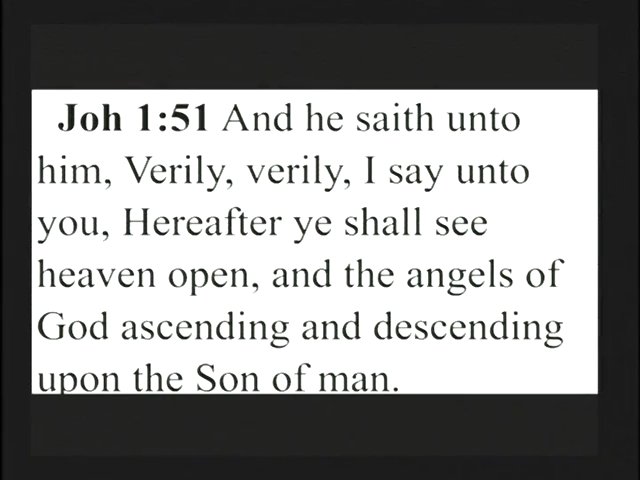 Joh 1:51 And he saith unto
him, Verily, verily, I say unto
you, Hereafter ye shall see
heaven open, and the angels of
God ascending and descending
upon the Son of man.